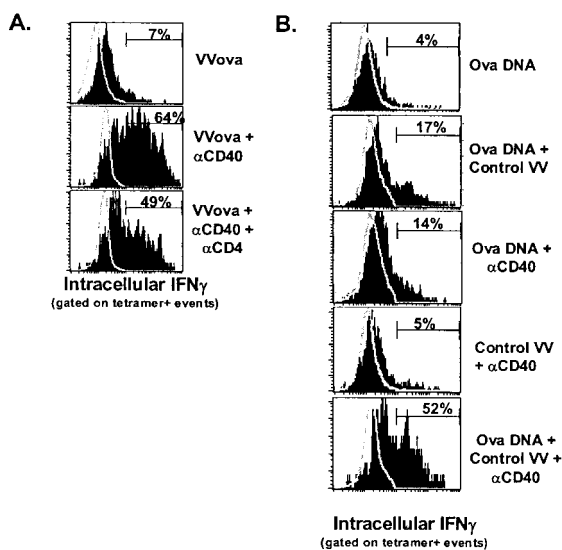 A.
7%
VVova
64%
VVova +
αCD40
49%
VVova +
αCD40 +
αCD4
Intracellular IFNγ
(gated on tetramer+ events)
B.
4%
Ova DNA
17%
Ova DNA +
Control VV
14%
Ova DNA +
αCD40
5%
Control VV
+ αCD40
52%
Ova DNA +
Control VV +
αCD40
Intracellular IFNγ
(gated on tetramer+ events)